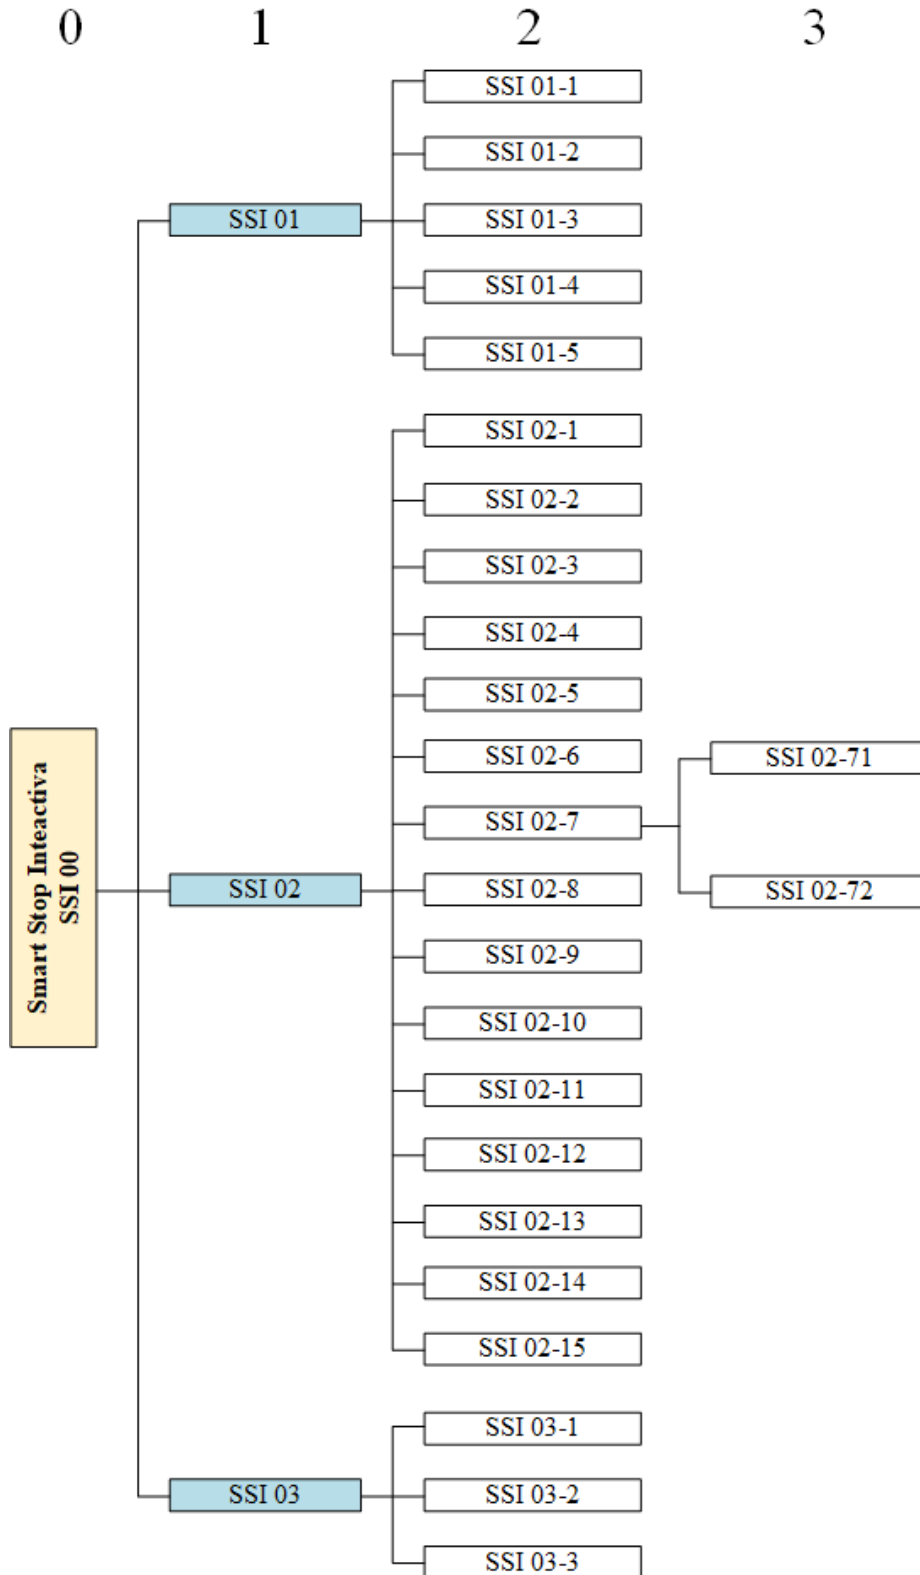 0 1 2 3
SSI 01-1
SSI 01-2
SSI 01
SSI 01-3
SSI 01-4
SSI 01-5
SSI 02-1
SSI 02-2
SSI 02-3
SSI 02-4
SSI 02-5
SSI 02-6
SSI 02-71
SSI 02-7
Smart Stop Inteactiva
SSI 00
SSI 02
SSI 02-8
SSI 02-72
SSI 02-9
SSI 02-10
SSI 02-11
SSI 02-12
SSI 02-13
SSI 02-14
SSI 02-15
SSI 03-1
SSI 03
SSI 03-2
SSI 03-3